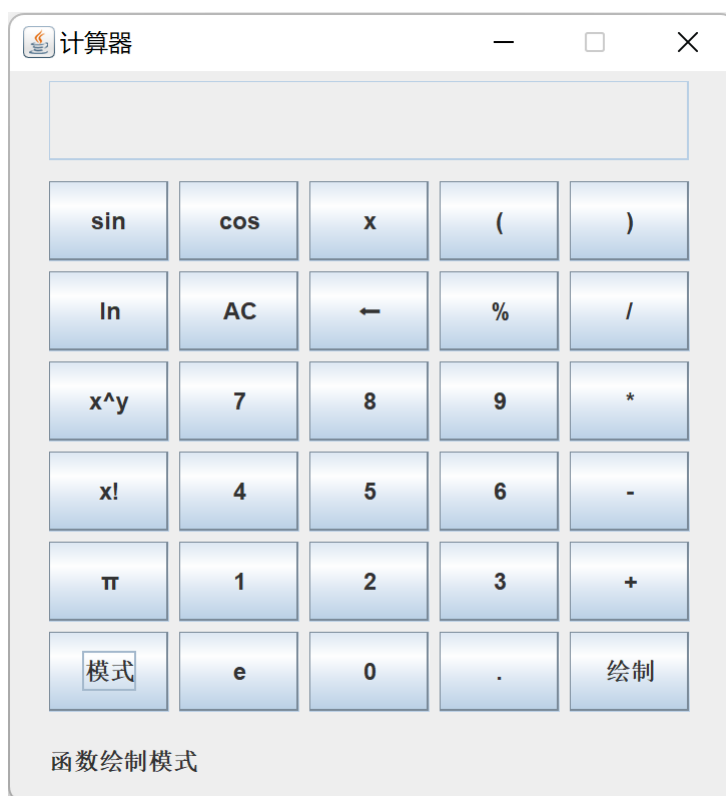 计算器
sin cos x ( )
ln AC ← % /
x^y 7 8 9 *
x! 4 5 6 -
π 1 2 3 +
模式 e 0 . 绘制
函数绘制模式